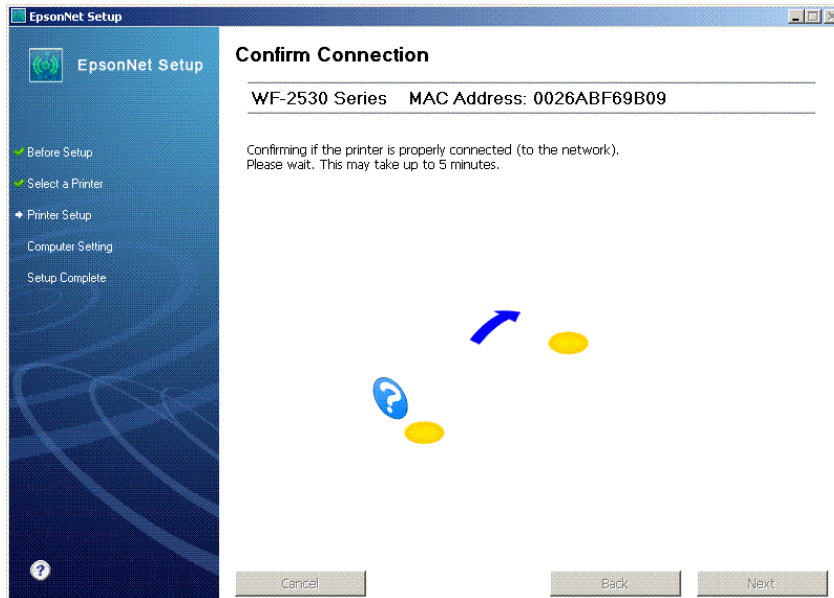 EpsonNet Setup
EpsonNet Setup
Confirm Connection
WF-2530 Series MAC Address: 0026ABF69B09
Before Setup
Select a Printer
Printer Setup
Computer Setting
Setup Complete
Confirming if the printer is properly connected (to the network).
Please wait. This may take up to 5 minutes.
?
?
Cancel
Back
Next